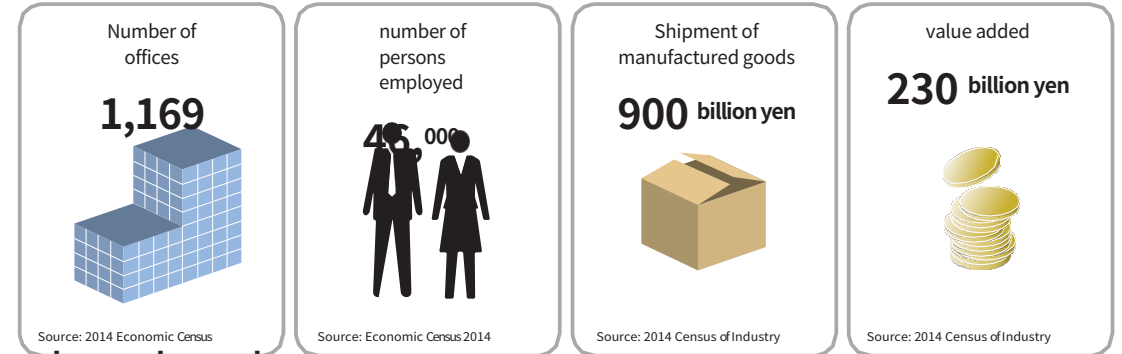 Number of
offices
1,169
Source: 2014 Economic Census
number of
persons
employed
000
Source: Economic Census 2014
Shipment of
manufactured goods
900 billion yen
Source: 2014 Census of Industry
value added
230 billion yen
Source: 2014 Census of Industry